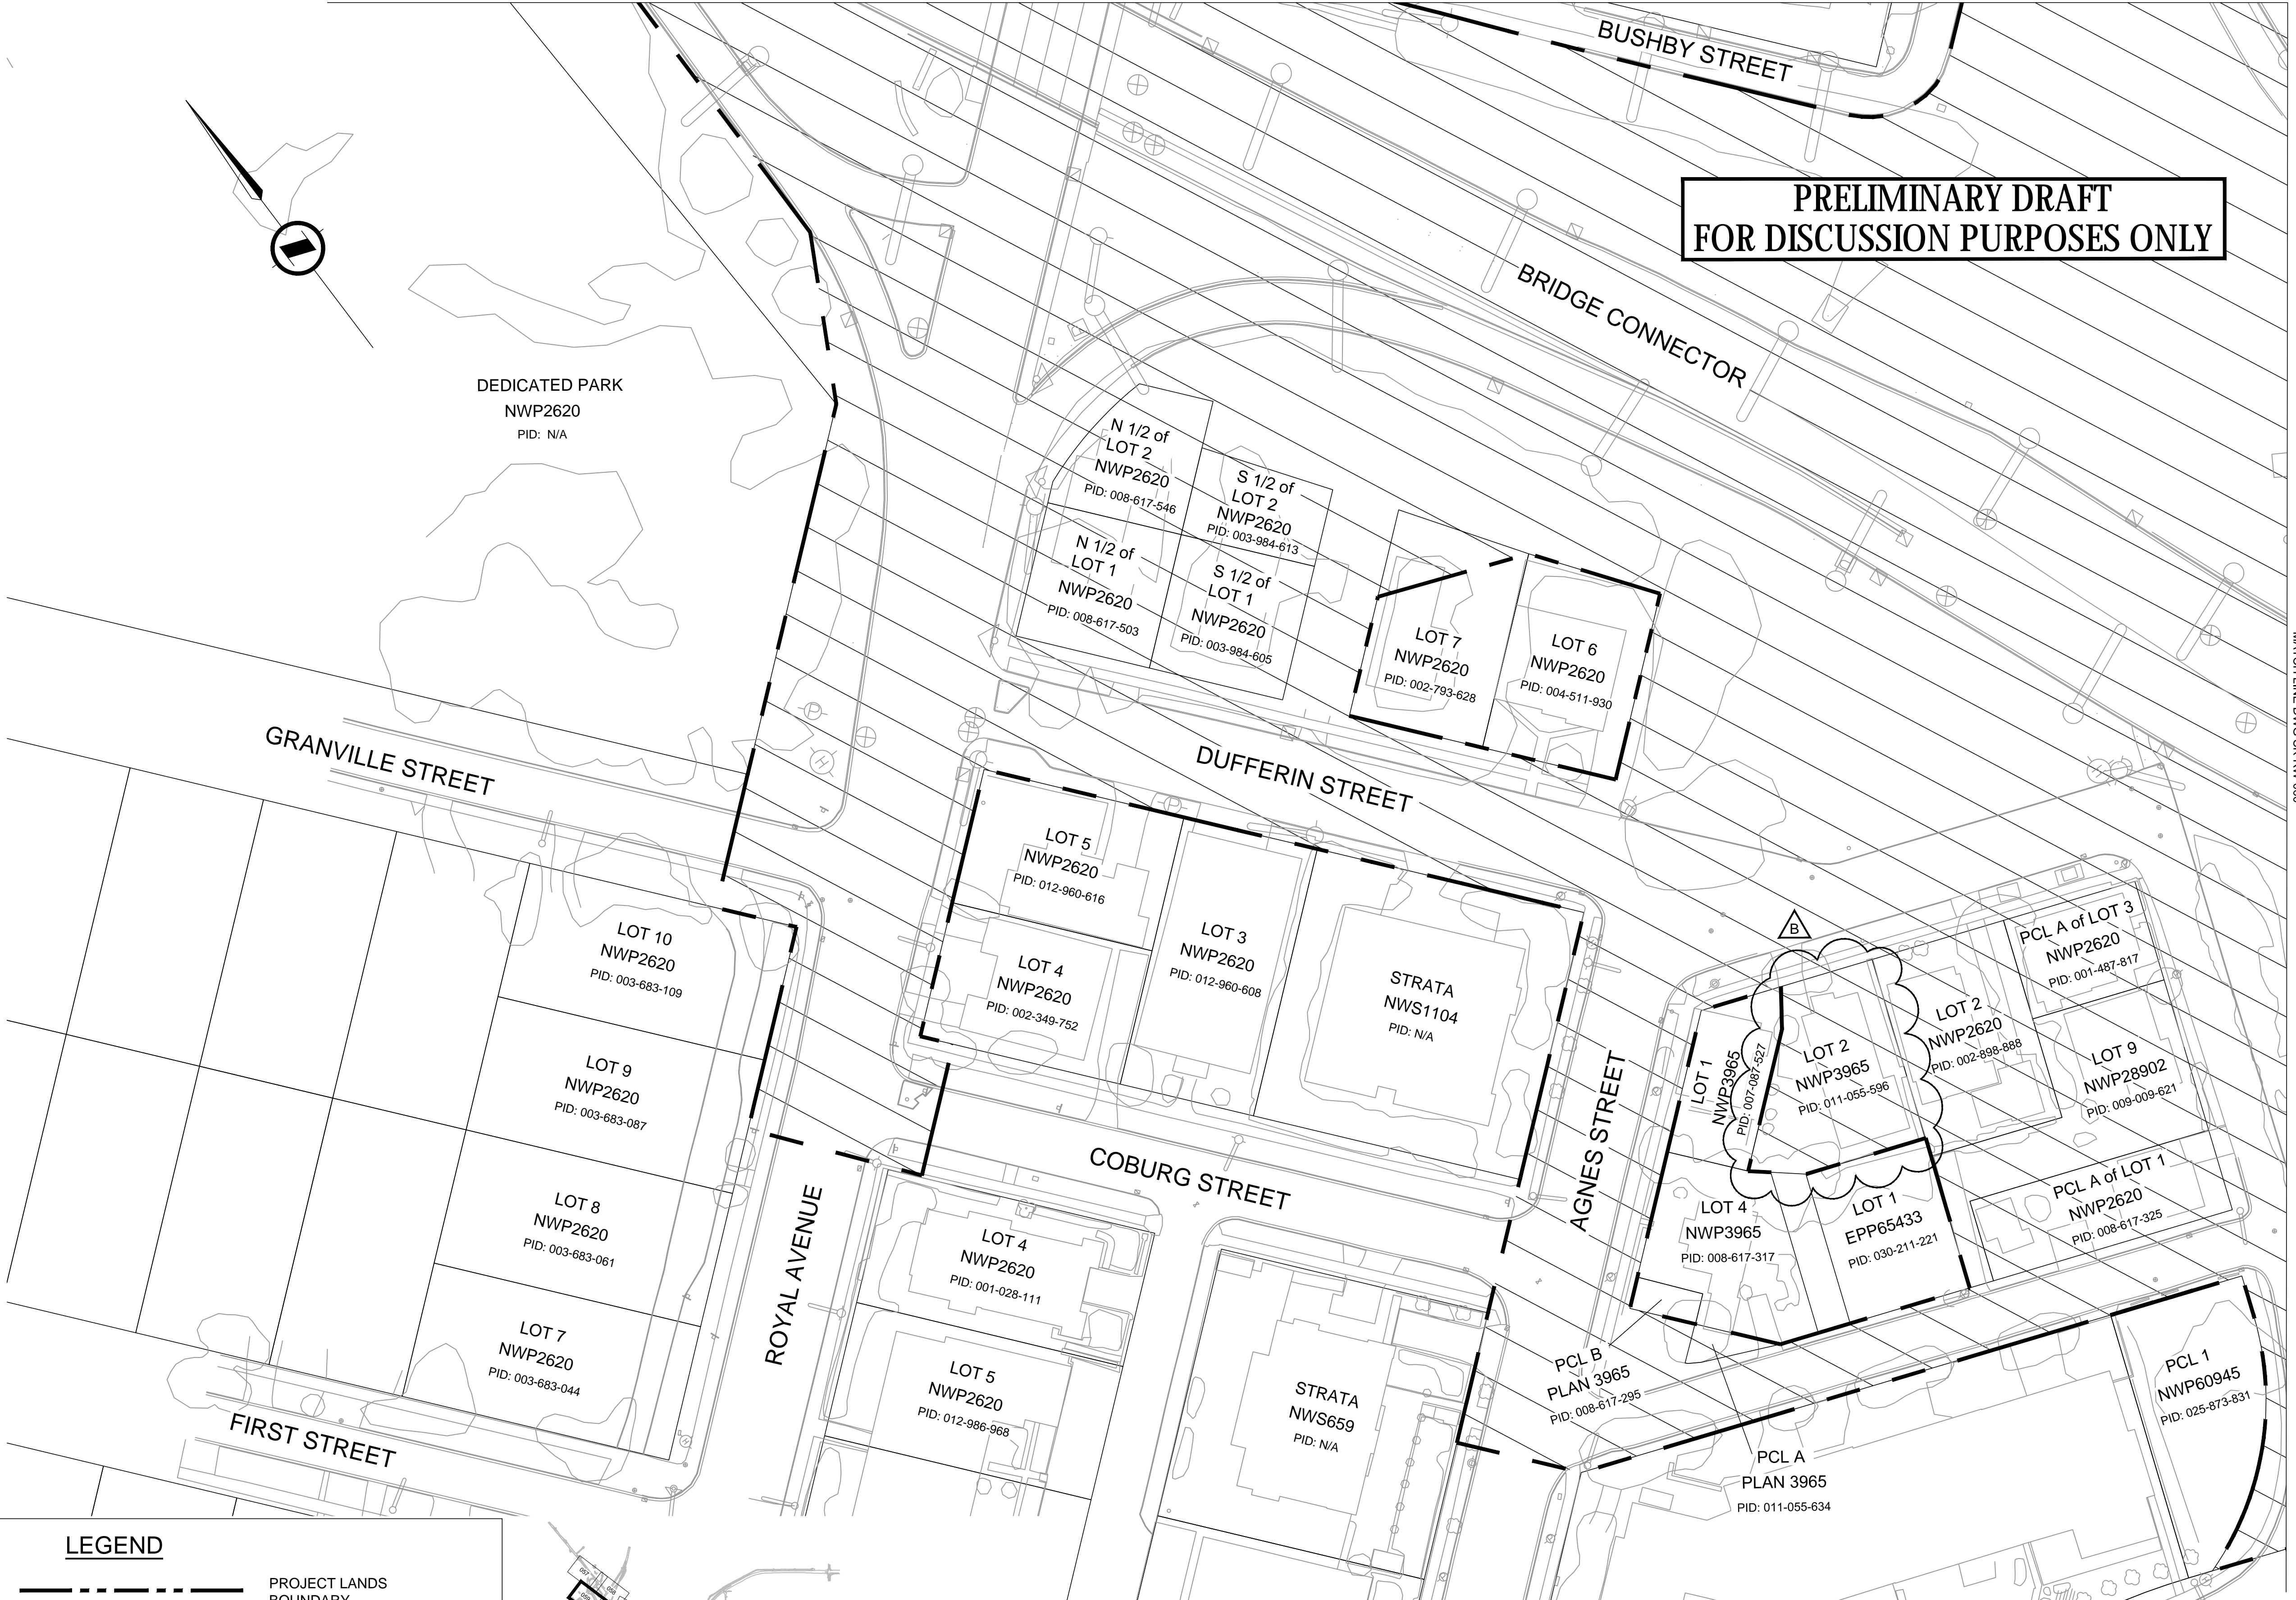 BUSHBY STREET
PRELIMINARY DRAFT
FOR DISCUSSION PURPOSES ONLY
BRIDGE CONNECTOR
DEDICATED PARK
NWP2620
PID: N/A
N 1/2 of
LOT 2
NWP2620
PID: 008-617-546
S 1/2 of
LOT 2
NWP2620
PID: 003-984-613
N 1/2 of
LOT 1
NWP2620
PID: 008-617-503
S 1/2 of
LOT 1
NWP2620
PID: 003-984-605
LOT 7
NWP2620
PID: 002-793-628
LOT 6
NWP2620
PID: 004-511-930
GRANVILLE STREET
DUFFERIN STREET
LOT 5
NWP2620
PID: 012-960-616
LOT 4
NWP2620
PID: 002-349-752
LOT 3
NWP2620
PID: 012-960-608
STRATA
NWS1104
PID: N/A
LOT 10
NWP2620
PID: 003-683-109
LOT 9
NWP2620
PID: 003-683-087
LOT 8
NWP2620
PID: 003-683-061
LOT 7
NWP2620
PID: 003-683-044
B
PCL A of LOT 3
NWP2620
PID: 001-487-817
LOT 2
NWP2620
PID: 002-898-888
LOT 9
NWP28902
PID: 009-009-621
LOT 1
NWP3965
PID: 007-087-527
LOT 2
NWP3965
PID: 011-055-596
AGNES STREET
COBURG STREET
ROYAL AVENUE
LOT 4
NWP3965
PID: 008-617-317
LOT 1
EPP65433
PID: 030-211-221
PCL A of LOT 1
NWP2620
PID: 008-617-325
LOT 4
NWP2620
PID: 001-028-111
LOT 5
NWP2620
PID: 012-986-968
STRATA
NWS659
PID: N/A
PCL B
PLAN 3965
PID: 008-617-295
PCL A
PLAN 3965
PID: 011-055-634
PCL 1
NWP60945
PID: 025-873-831
FIRST STREET
LEGEND
PROJECT LANDS
BOUNDARY